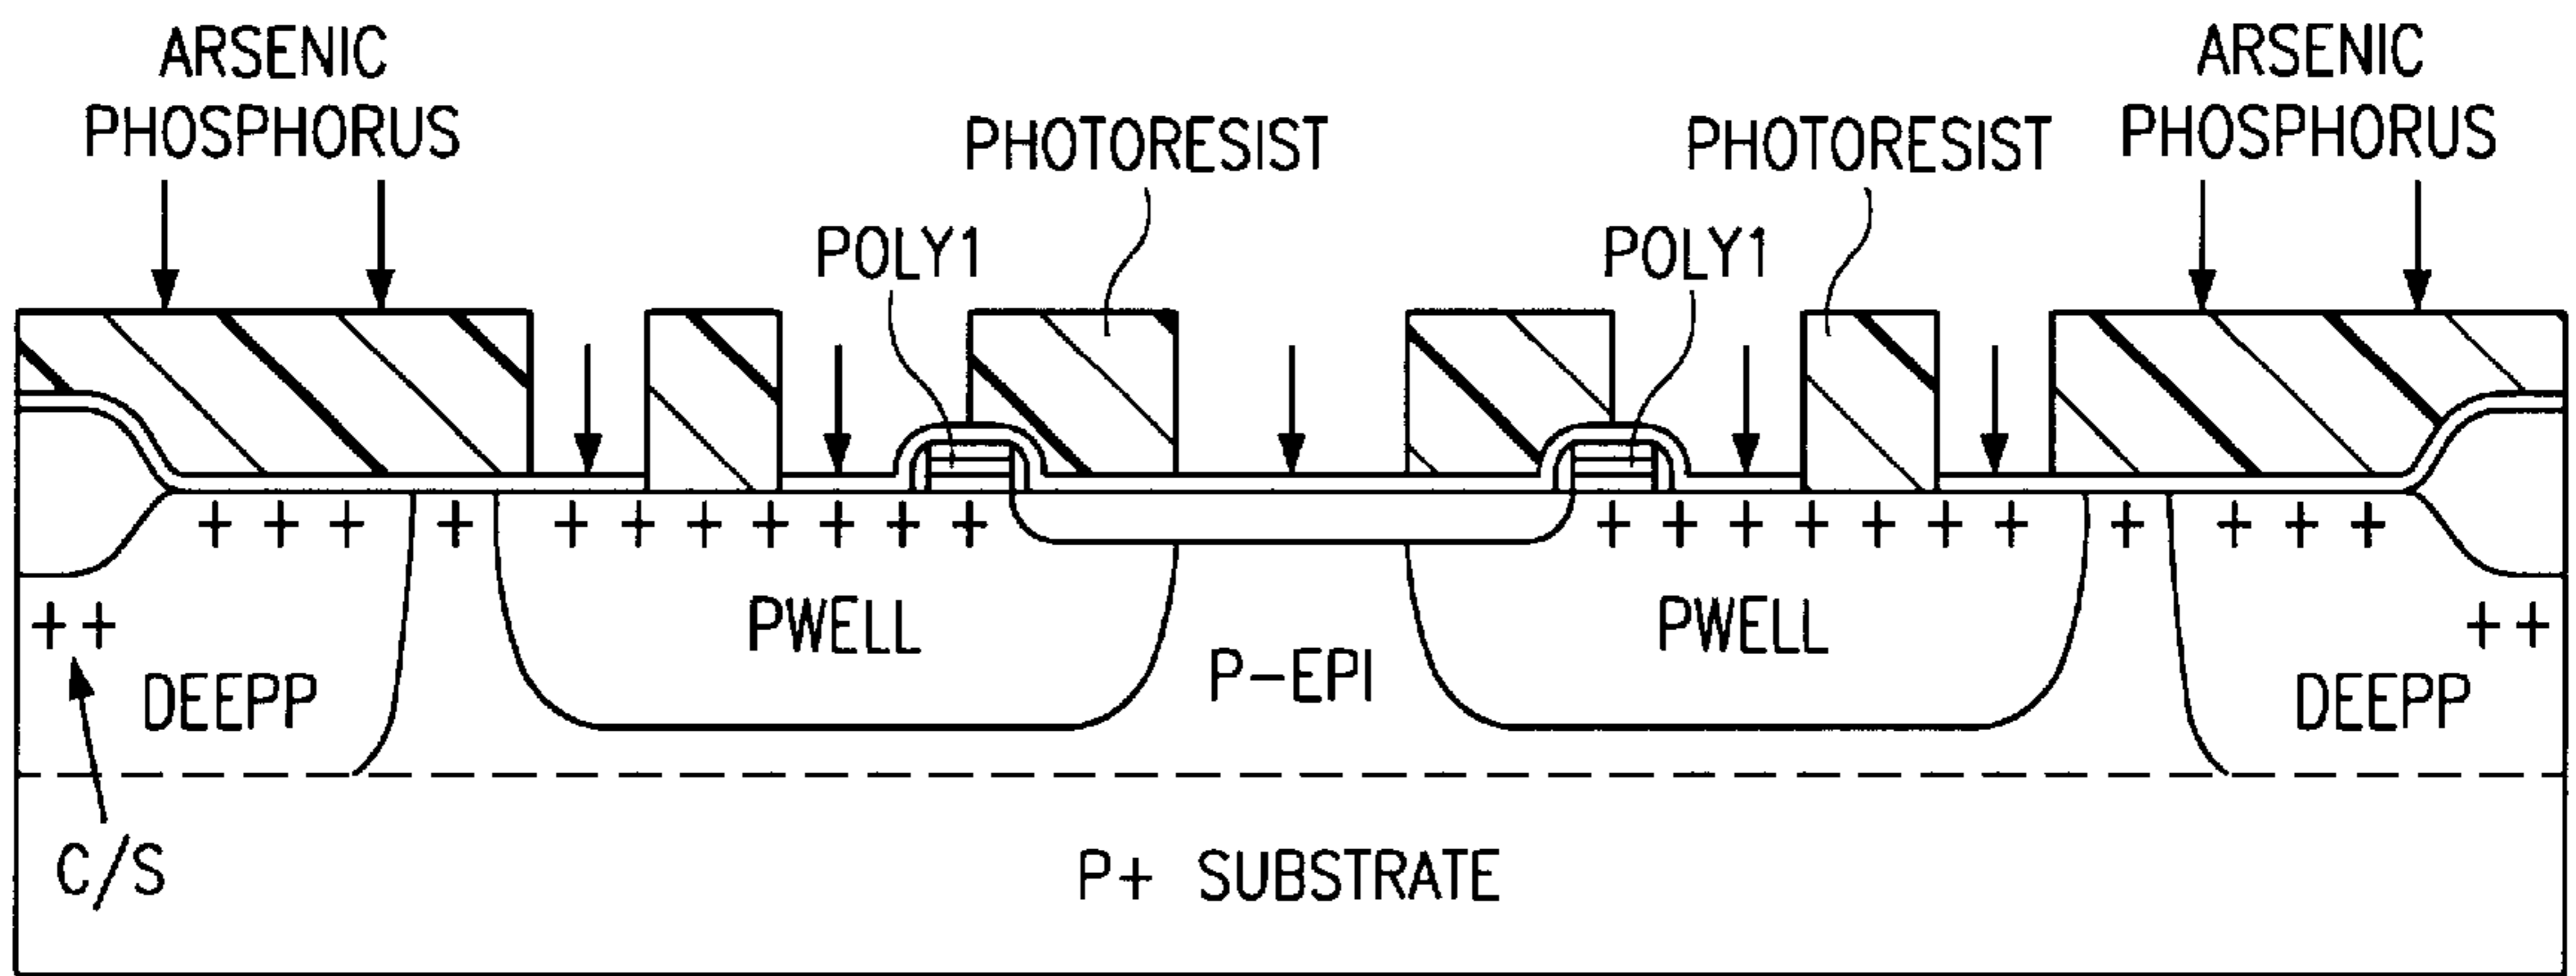 ARSENIC
PHOSPHORUS
ARSENIC
PHOSPHORUS
PHOTORESIST
PHOTORESIST
POLY1
POLY1
+ + + + + + + + + + +
+ + + + + + + + + + +
++
++
PWELL
PWELL
P-EPI
DEEPP
DEEPP
C/S
P+ SUBSTRATE